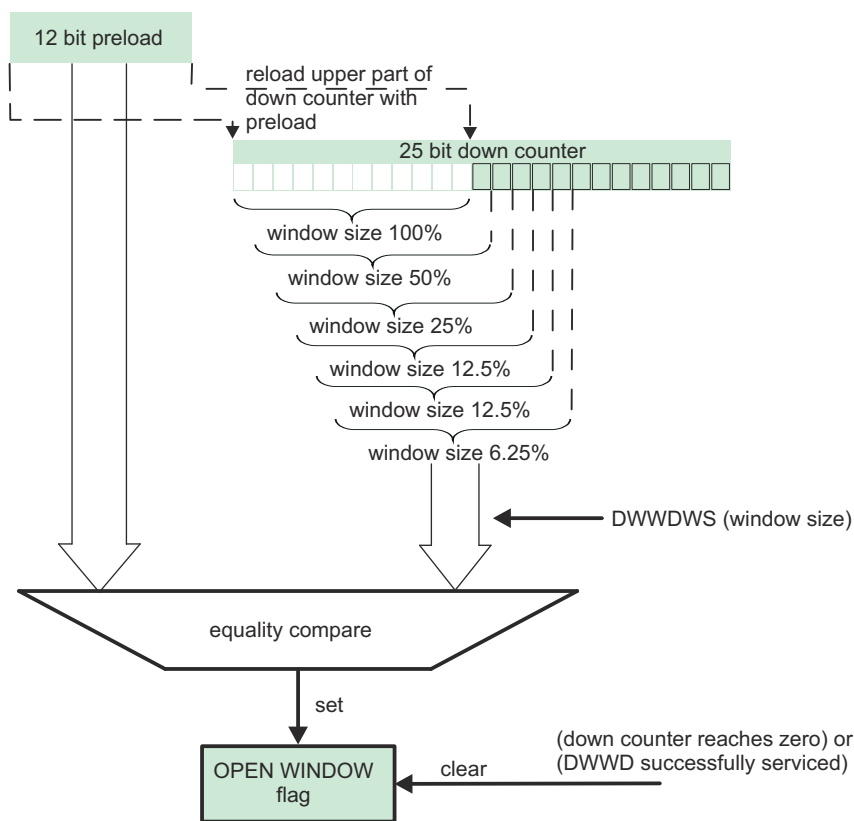 12 bit preload
reload upper part of
down counter with
preload
25 bit down counter
window size 100%
window size 50%
window size 25%
window size 12.5%
window size 12.5%
window size 6.25%
DWWDWS (window size)
equality compare
set
(down counter reaches zero) or
(DWWD successfully serviced)
clear
OPEN WINDOW
flag